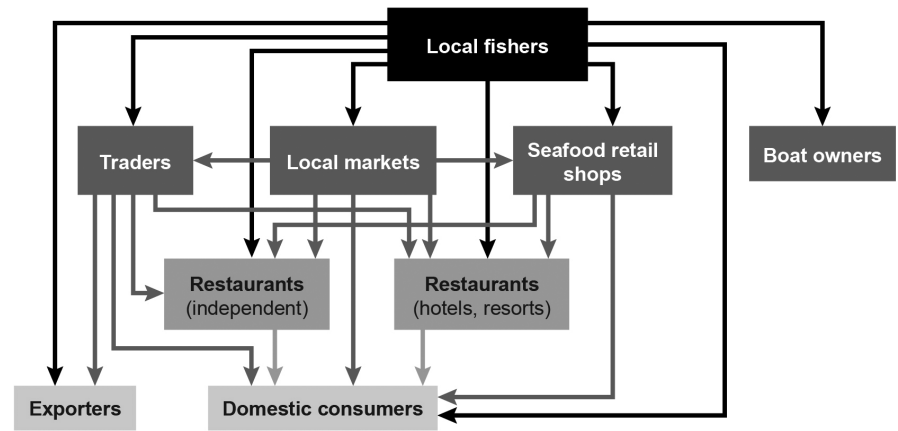 Local fishers
Traders
Local markets
Seafood retail
shops
Boat owners
Restaurants
(independent)
Restaurants
(hotels, resorts)
Exporters
Domestic consumers